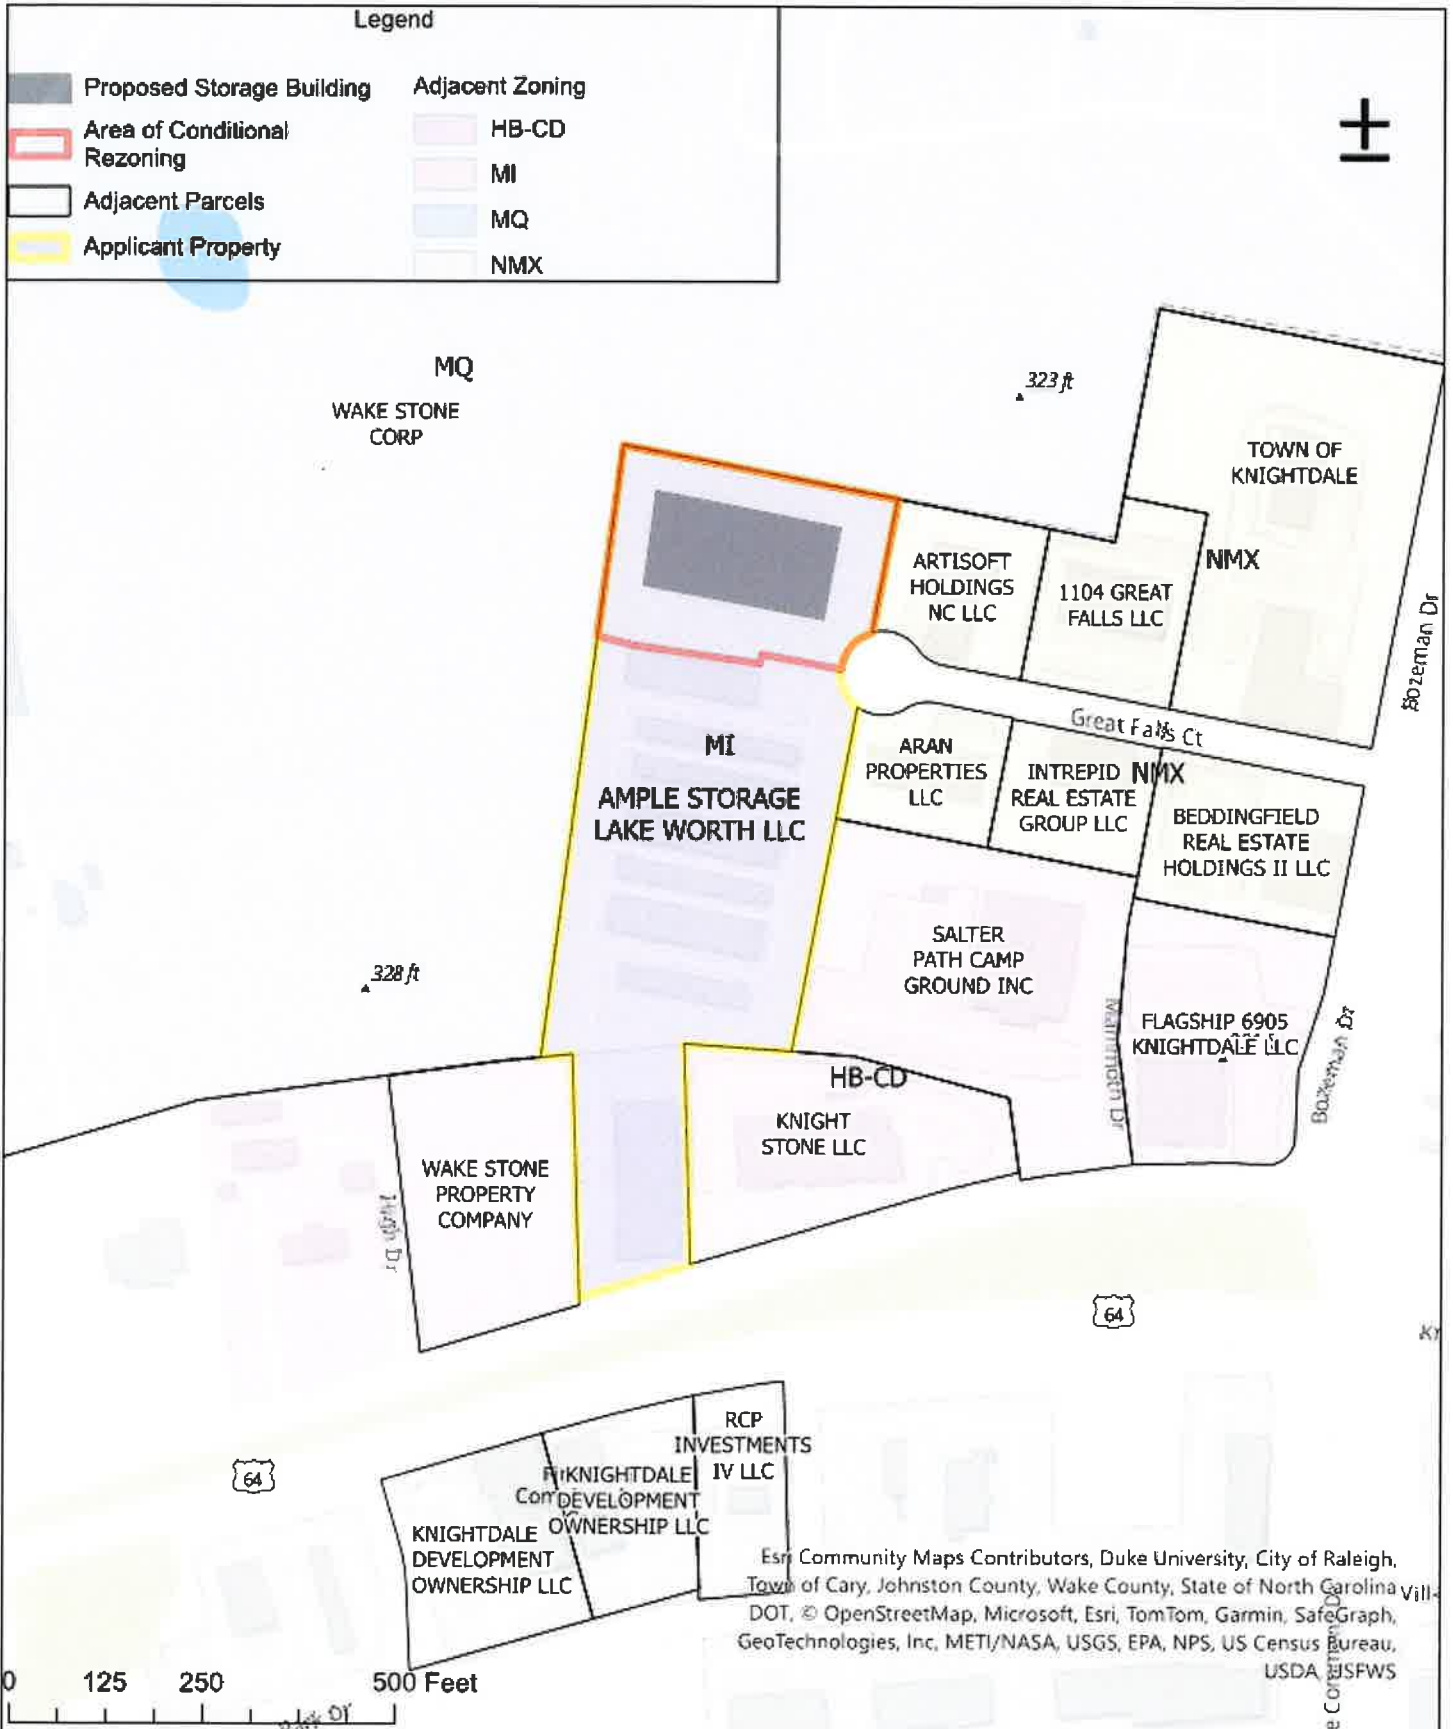 Legend
Proposed Storage Building
Area of Conditional
Rezoning
Adjacent Parcels
Applicant Property
Adjacent Zoning
HB-CD
MI
MQ
NMX
MQ
WAKE STONE
CORP
323 ft
TOWN OF
KNIGHTDALE
NMX
ARTISOFT
HOLDINGS
NC LLC
1104 GREAT
FALLS LLC
Bozeman Dr
Great Falls Ct
MI
AMPLE STORAGE
LAKE WORTH LLC
ARAN
PROPERTIES
LLC
INTREPID
REAL ESTATE
GROUP LLC
NMX
BEDDINGFIELD
REAL ESTATE
HOLDINGS II LLC
SALTER
PATH CAMP
GROUND INC
328 ft
Mammoth Dr
FLAGSHIP 6905
KNIGHTDALE LLC
Bozeman Dr
HB-CD
KNIGHT
STONE LLC
WAKE STONE
PROPERTY
COMPANY
High Dr
64
Kr
64
RCP
INVESTMENTS
IV LLC
KNIGHTDALE
DEVELOPMENT
OWNERSHIP LLC
KNIGHTDALE
DEVELOPMENT
OWNERSHIP LLC
Esri Community Maps Contributors, Duke University, City of Raleigh,
Town of Cary, Johnston County, Wake County, State of North Carolina
DOT, © OpenStreetMap, Microsoft, Esri, TomTom, Garmin, SafeGraph,
GeoTechnologies, Inc, METI/NASA, USGS, EPA, NPS, US Census Bureau,
USDA, USFWS
Vill
0 125 250 500 Feet